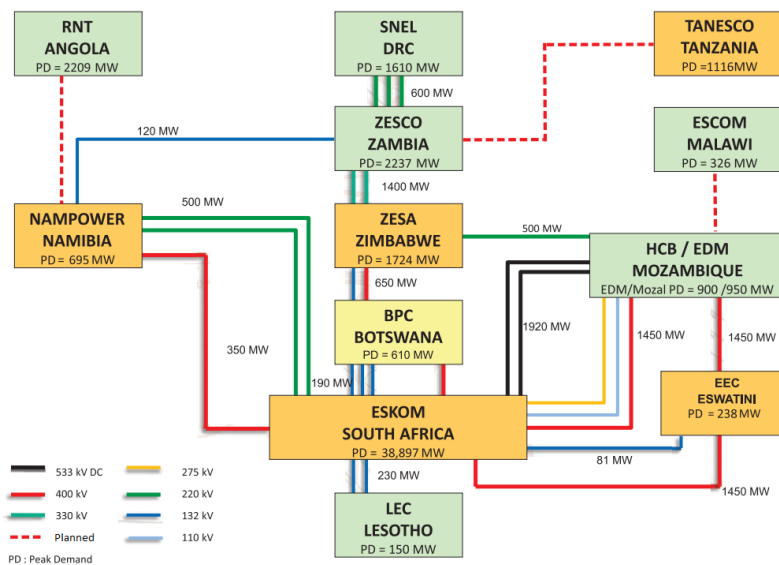 RNT
ANGOLA
PD = 2209 MW
SNEL
DRC
PD = 1610 MW
TANESCO
TANZANIA
PD =1116MW
600 MW
120 MW
ZESCO
ZAMBIA
PD = 2237 MW
ESCOM
MALAWI
PD = 326 MW
1400 MW
500 MW
NAMPOWER
NAMIBIA
PD = 695 MW
ZESA
ZIMBABWE
PD = 1724 MW
500 MW
HCB / EDM
MOZAMBIQUE
EDM/Mozal PD = 900 /950 MW
650 MW
BPC
BOTSWANA
PD = 610 MW
1920 MW
1450 MW
1450 MW
350 MW
190 MW
EEC
ESWATINI
PD = 238 MW
ESKOM
SOUTH AFRICA
PD = 38,897 MW
81 MW
230 MW
1450 MW
LEC
LESOTHO
PD = 150 MW
533 kV DC
275 kV
400 kV
220 kV
330 kV
132 kV
Planned
110 kV
PD : Peak Demand